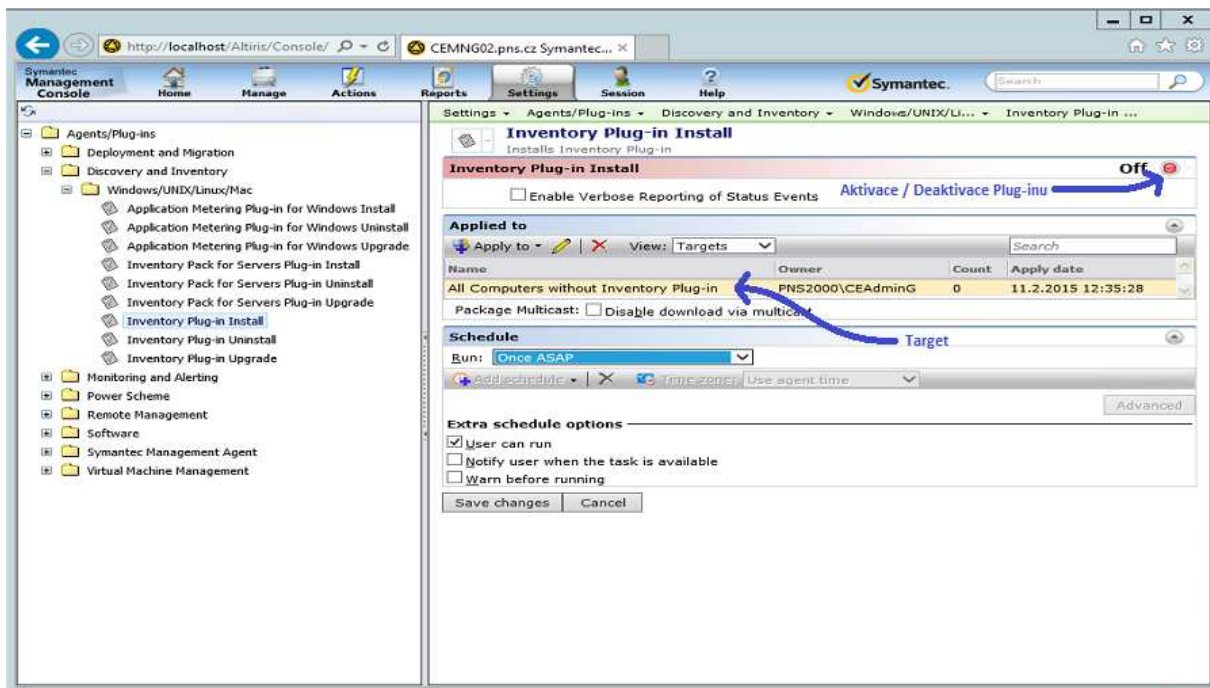 http://localhost/Altiris/Console/
CEMNG02.pns.cz Symantec...
Symantec
Management
Console
Home
Manage
Actions
Reports
Settings
Session
Help
Symantec.
Search
Settings Agents/Plug-ins Discovery and Inventory Windows/UNIX/Li... Inventory Plug-in ...
Agents/Plug-ins
Deployment and Migration
Discovery and Inventory
Windows/UNIX/Linux/Mac
Application Metering Plug-in for Windows Install
Application Metering Plug-in for Windows Uninstall
Application Metering Plug-in for Windows Upgrade
Inventory Pack for Servers Plug-in Install
Inventory Pack for Servers Plug-in Uninstall
Inventory Pack for Servers Plug-in Upgrade
Inventory Plug-in Install
Inventory Plug-in Uninstall
Inventory Plug-in Upgrade
Monitoring and Alerting
Power Scheme
Remote Management
Software
Symantec Management Agent
Virtual Machine Management
Inventory Plug-in Install
Installs Inventory Plug-in
Inventory Plug-in Install Off
Enable Verbose Reporting of Status Events
Aktivace / Deaktivace Plug-inu
Applied to
Apply to View: Targets Search
Name Owner Count Apply date
All Computers without Inventory Plug-in PNS2000\CEAdminG 0 11.2.2015 12:35:28
Package Multicast: Disable download via multicast
Target
Schedule
Run: Once ASAP
Add schedule Time zone: Use agent time
Advanced
Extra schedule options
User can run
Notify user when the task is available
Warn before running
Save changes Cancel